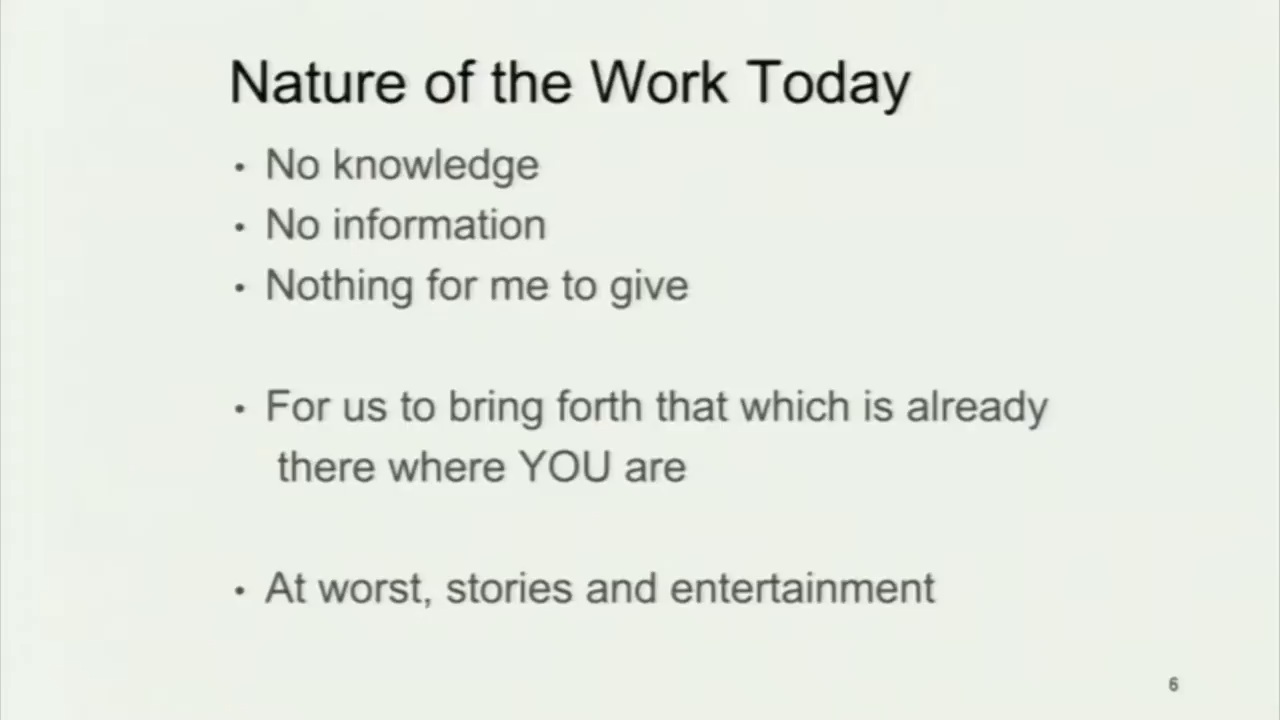 Nature of the Work Today
• No knowledge
• No information
• Nothing for me to give
• For us to bring forth that which is already
there where YOU are
• At worst, stories and entertainment
6